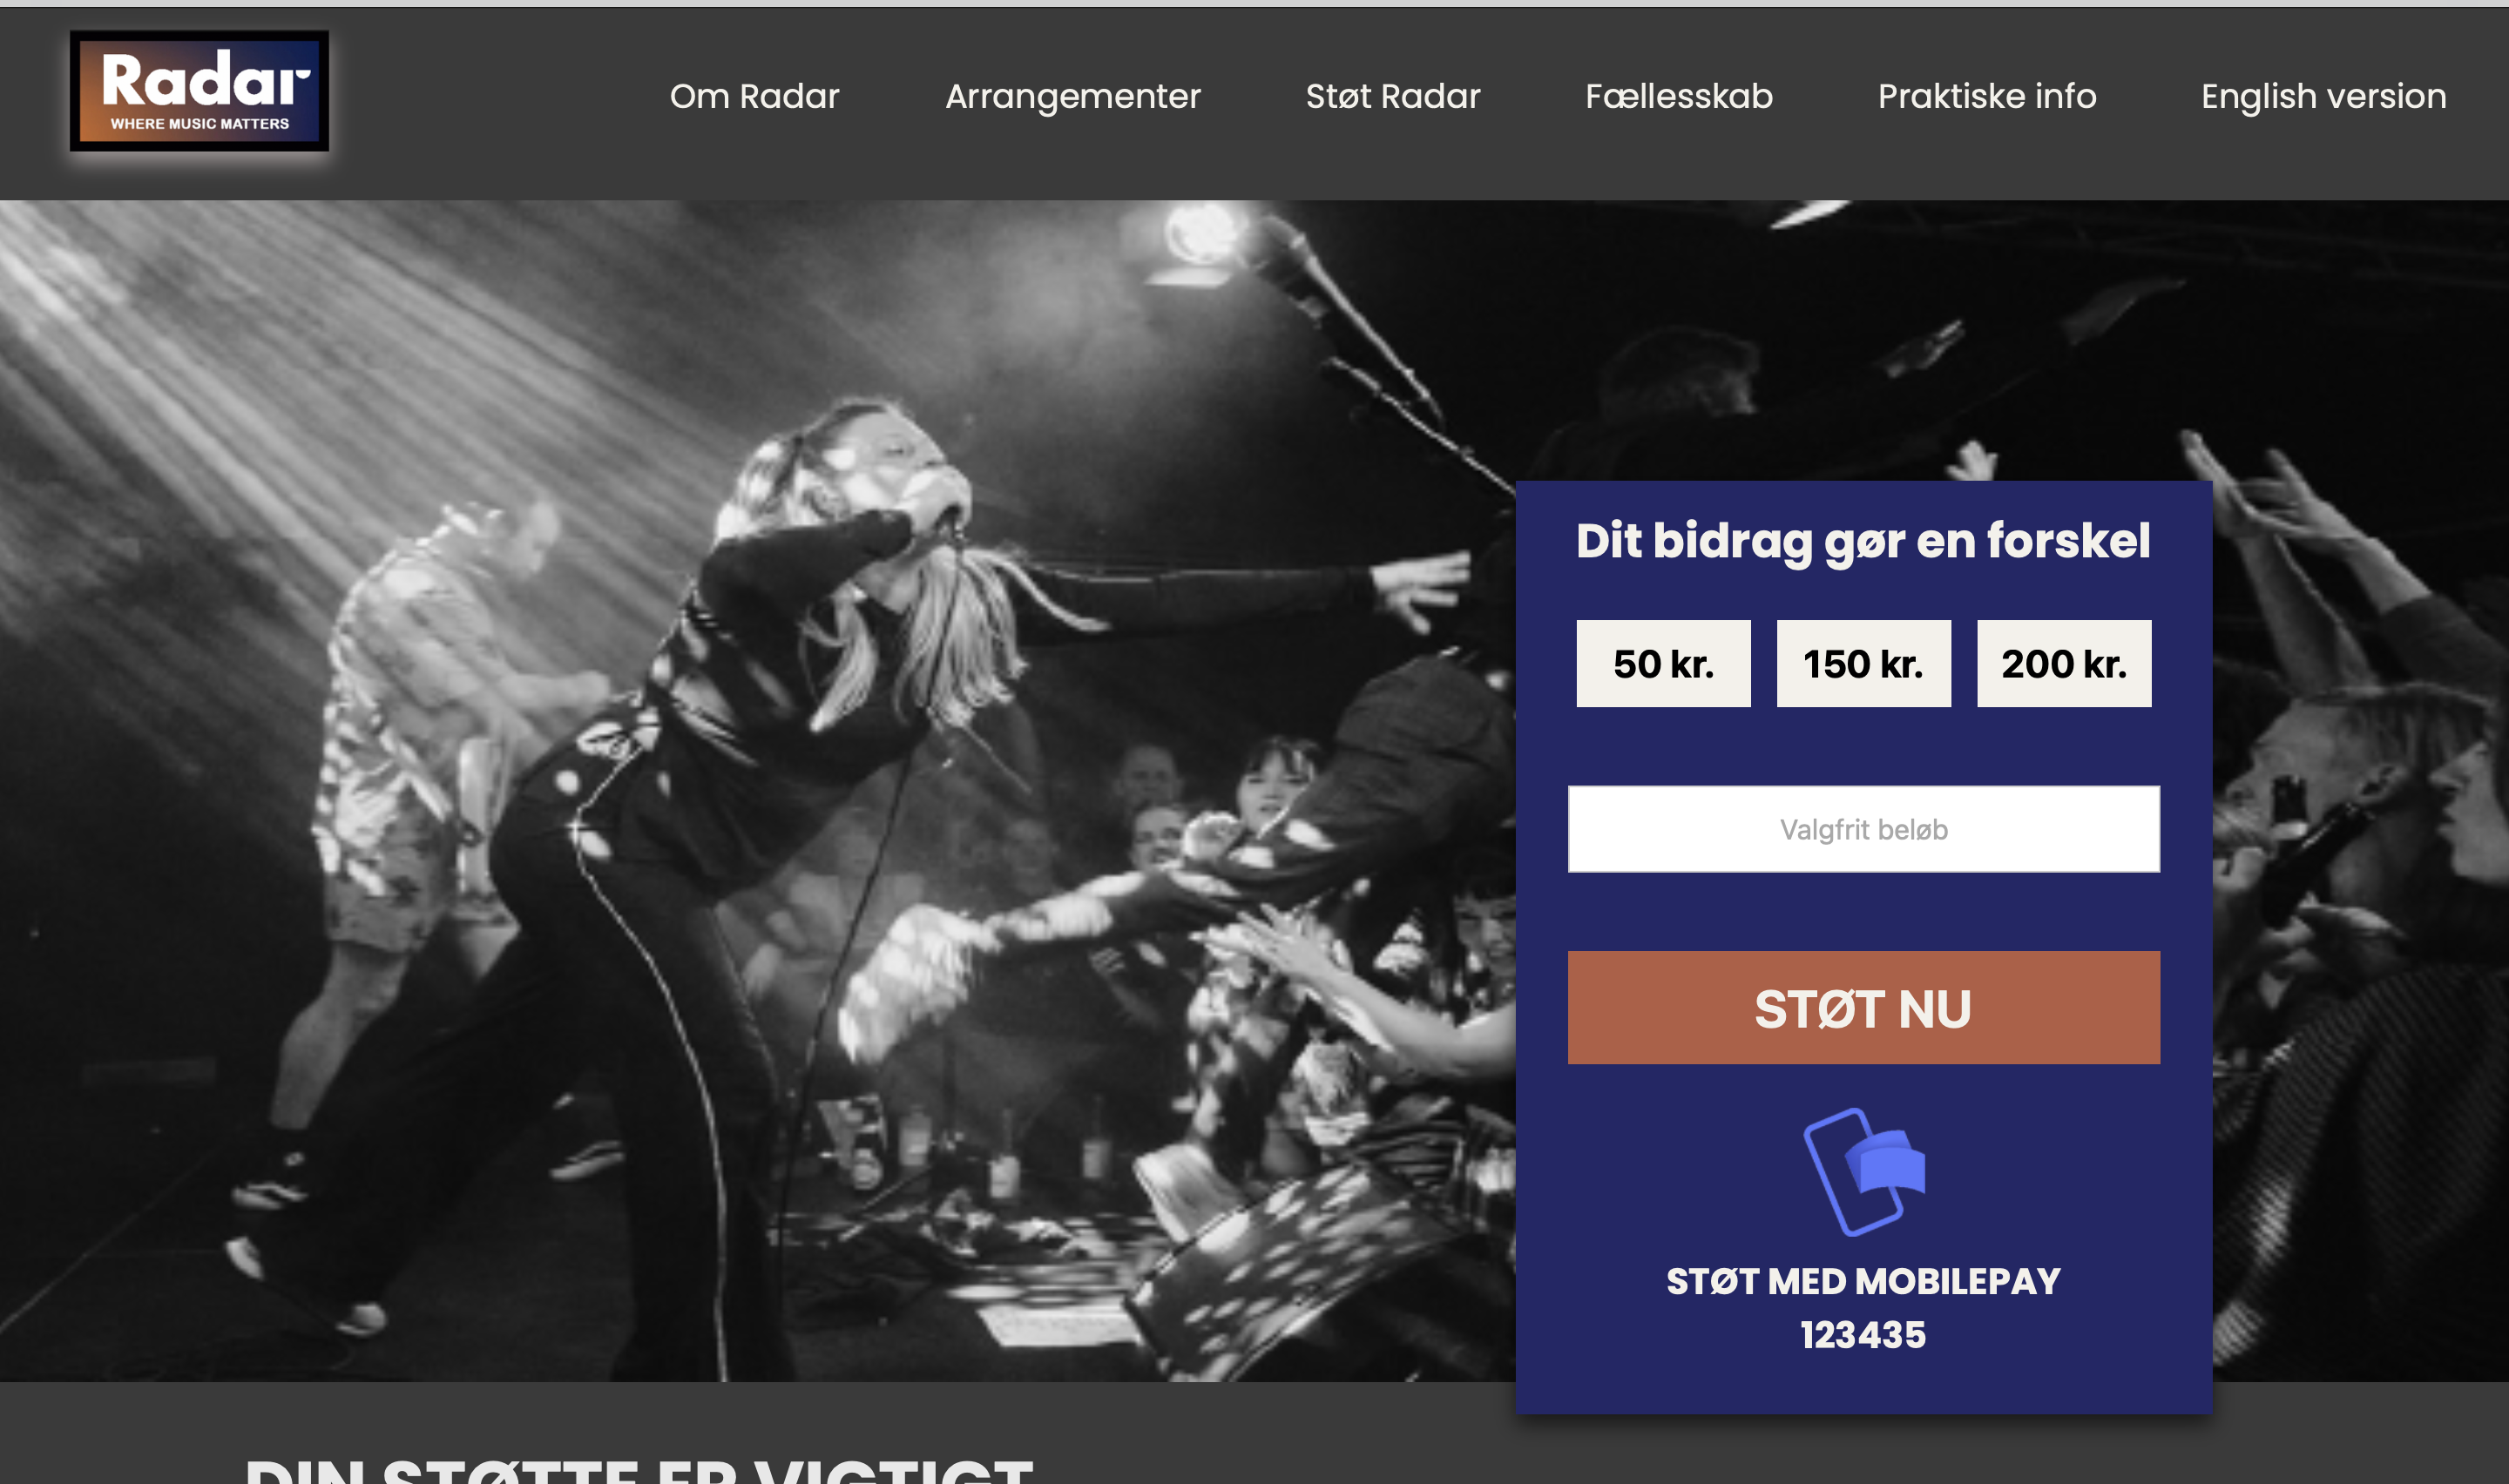 Radar
WHERE MUSIC MATTERS
Om Radar
Arrangementer
Støt Radar
Fællesskab
Praktiske info
English version
Dit bidrag gør en forskel
50 kr.
150 kr.
200 kr.
Valgfrit beløb
STØT NU
STØT MED MOBILEPAY
123435
DIN STØTTE ER VIGTIGT